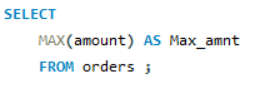 SELECT
MAX(amount) AS Max_amnt
FROM orders ;